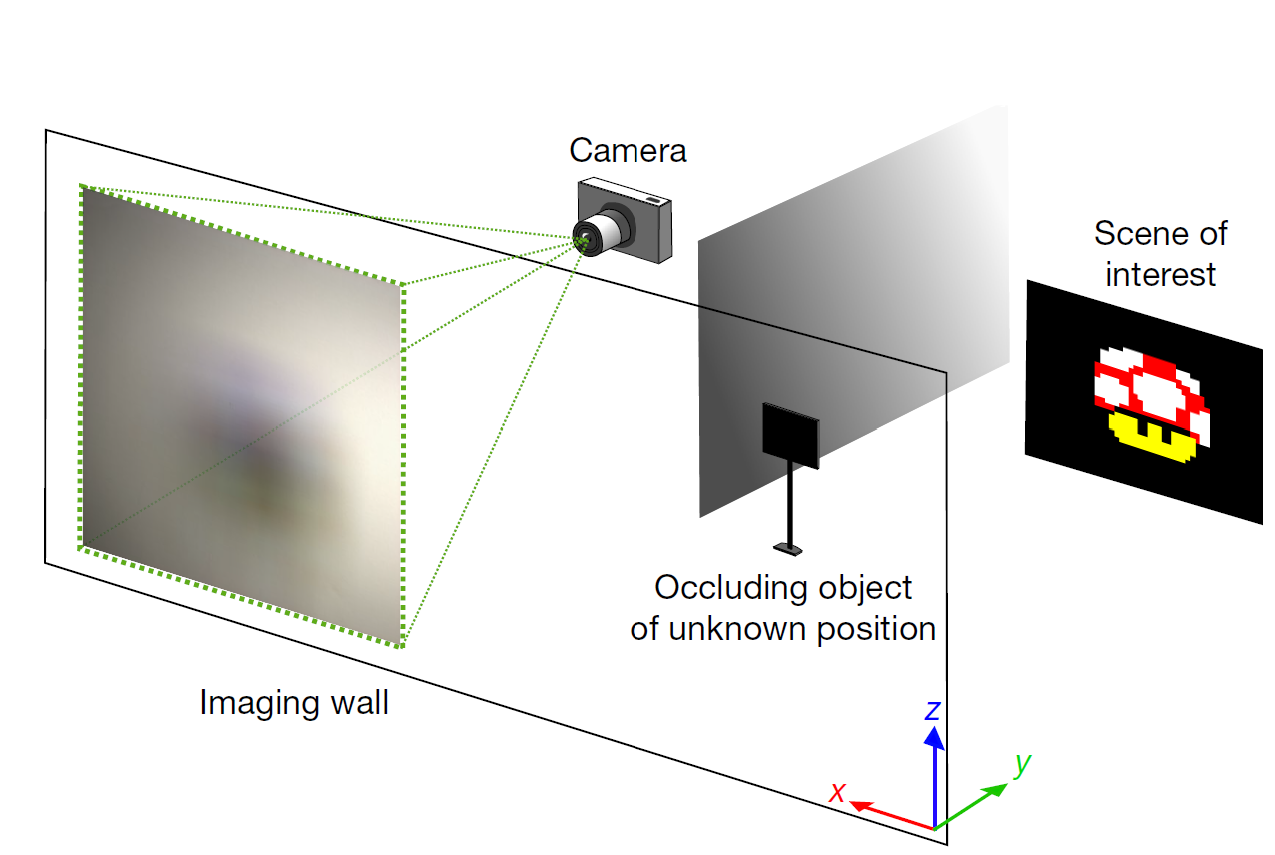 Camera
Scene of
interest
Occluding object
of unknown position
Imaging wall
z
y
x